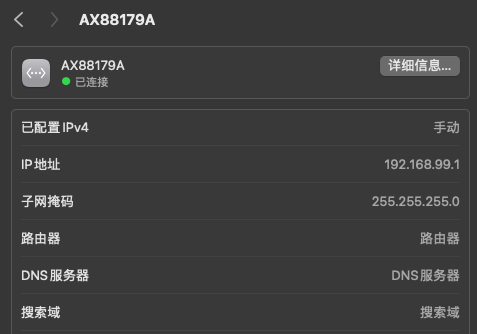 AX88179A
AX88179A
已连接
详细信息...
已配置 IPv4 手动
IP 地址 192.168.99.1
子网掩码 255.255.255.0
路由器 路由器
DNS 服务器 DNS 服务器
搜索域 搜索域